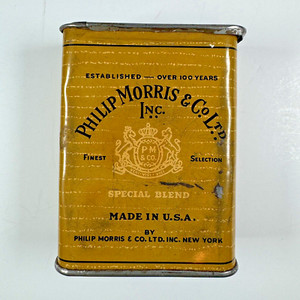 ESTABLISHED — OVER 100 YEARS
PHILIP MORRIS & CO. LTD.
INC.
FINEST SELECTION
P·M
& CO.
SPECIAL BLEND
MADE IN U.S.A.
BY
PHILIP MORRIS & CO. LTD. INC. NEW YORK